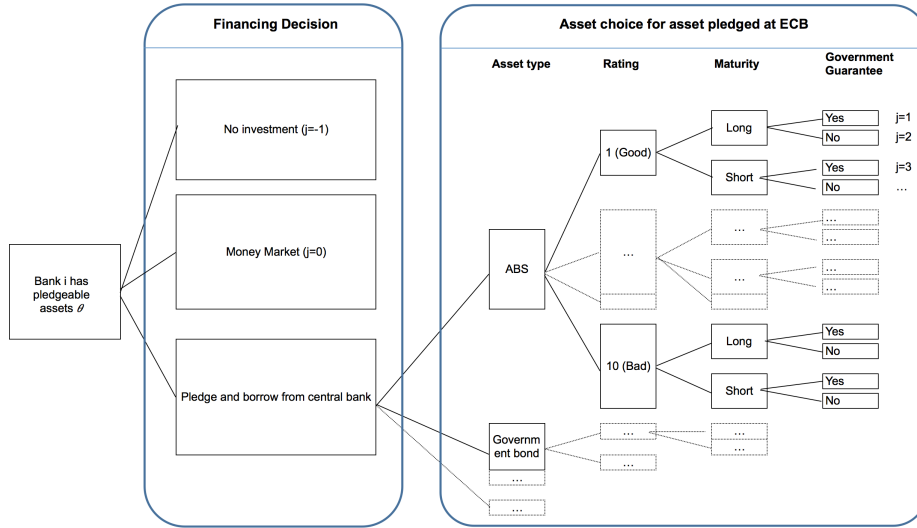 Financing Decision
Asset choice for asset pledged at ECB
Asset type
Rating
Maturity
Government
Guarantee
Bank i has
pledgeable
assets θ
No investment (j=-1)
Money Market (j=0)
Pledge and borrow from central bank
ABS
1 (Good)
Long
Yes
j=1
No
j=2
Short
Yes
j=3
No
...
...
...
...
...
...
...
...
10 (Bad)
Long
Yes
No
Short
Yes
No
Governm
ent bond
...
...
...
...
...
...